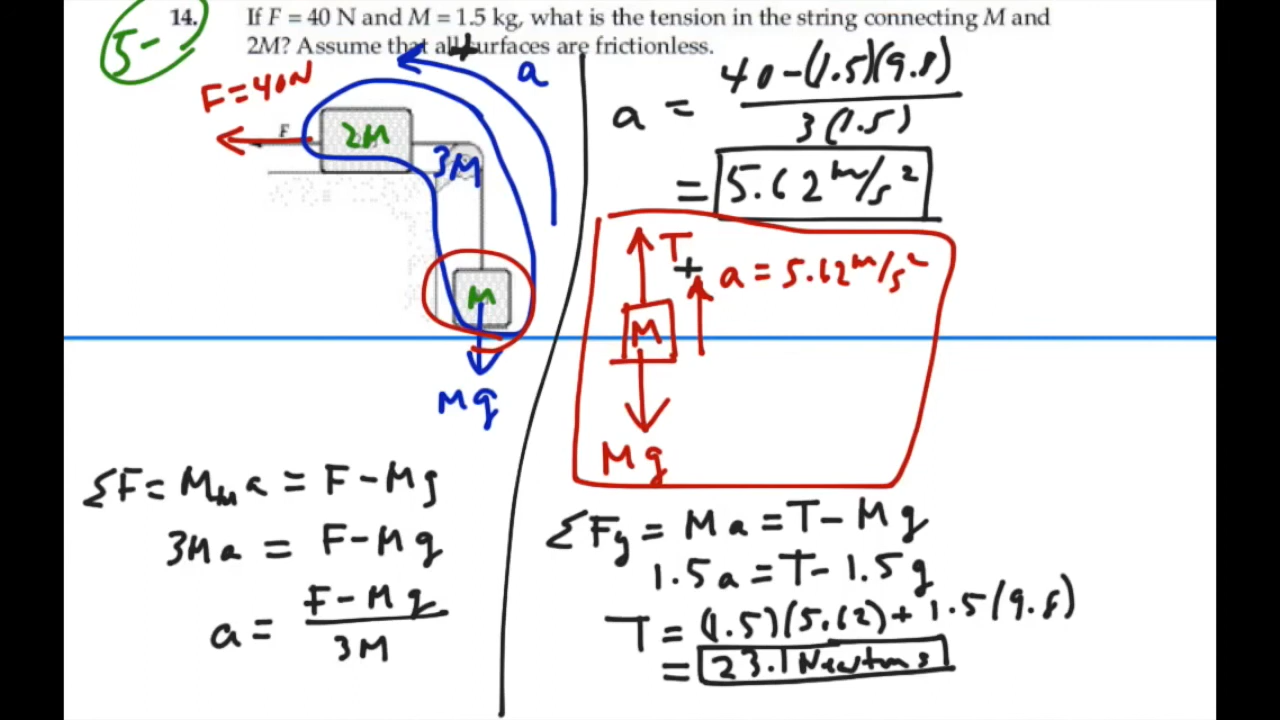 5-
14. If F = 40 N and M = 1.5 kg, what is the tension in the string connecting M and
2M? Assume that all surfaces are frictionless.
+
a
F=40N
F
2M
3M
M
Mg
ΣF= M a = F-Mg
3Ma = F-Mg
a = F-Mg
3M
a = 40-(1.5)(9.8)
3(1.5)
= 5.62 m/s²
T
+
a = 5.62 m/s²
M
Mg
ΣFy = Ma = T-Mg
1.5a = T- 1.5g
T = (1.5)(5.62)+ 1.5(9.8)
= 23.1 Newtons